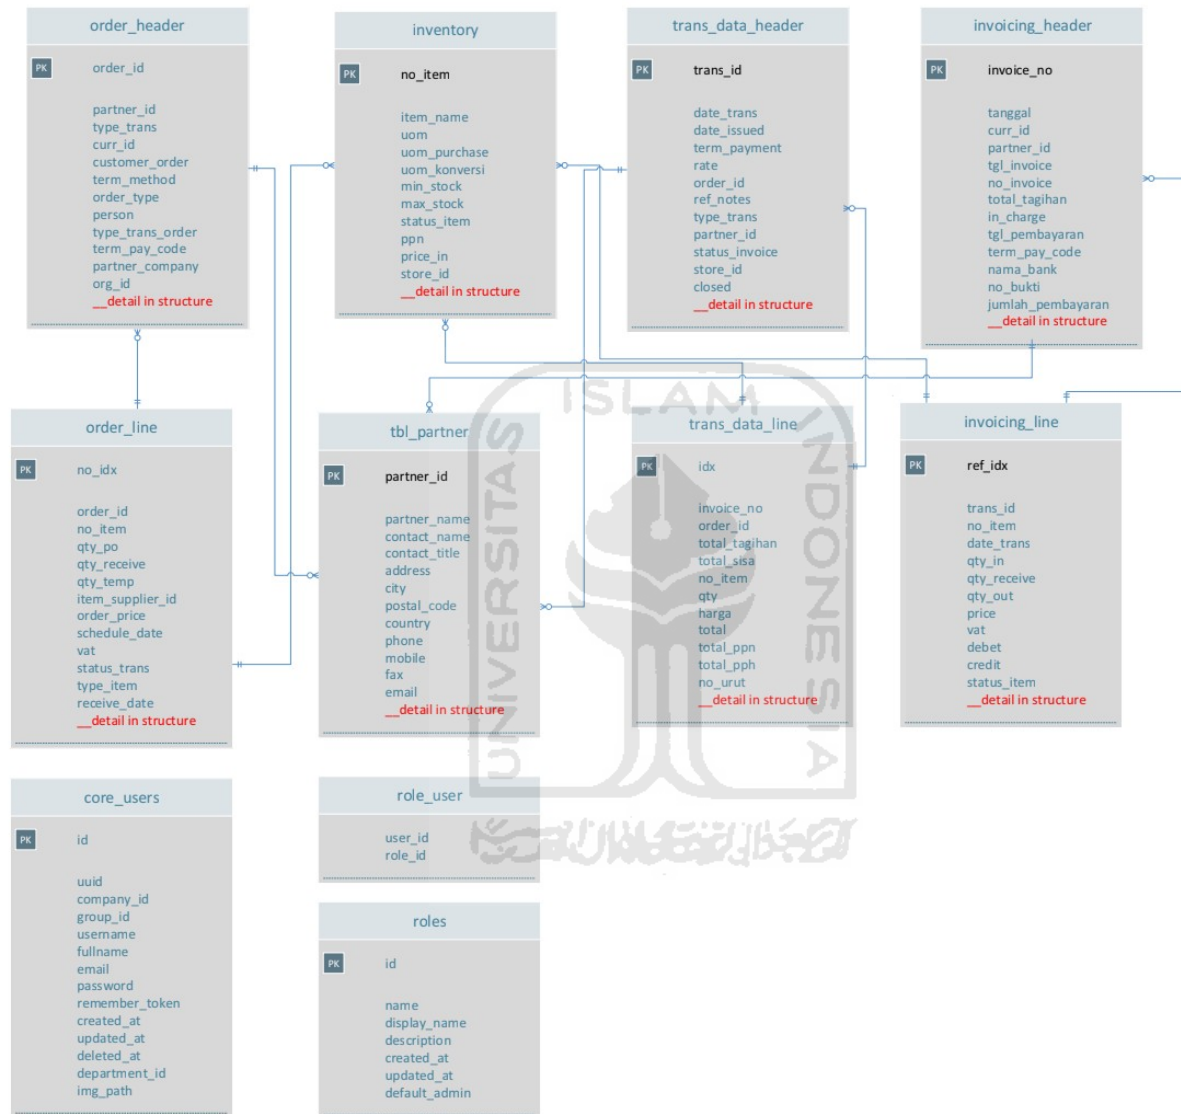 order_header
PK
order_id
partner_id
type_trans
curr_id
customer_order
term_method
order_type
person
type_trans_order
term_pay_code
partner_company
org_id
__detail in structure
inventory
PK
no_item
item_name
uom
uom_purchase
uom_konversi
min_stock
max_stock
status_item
ppn
price_in
store_id
__detail in structure
trans_data_header
PK
trans_id
date_trans
date_issued
term_payment
rate
order_id
ref_notes
type_trans
partner_id
status_invoice
store_id
closed
__detail in structure
invoicing_header
PK
invoice_no
tanggal
curr_id
partner_id
tgl_invoice
no_invoice
total_tagihan
in_charge
tgl_pembayaran
term_pay_code
nama_bank
no_bukti
jumlah_pembayaran
__detail in structure
order_line
PK
no_idx
order_id
no_item
qty_po
qty_receive
qty_temp
item_supplier_id
order_price
schedule_date
vat
status_trans
type_item
receive_date
__detail in structure
tbl_partner
PK
partner_id
partner_name
contact_name
contact_title
address
city
postal_code
country
phone
mobile
fax
email
__detail in structure
trans_data_line
PK
idx
invoice_no
order_id
total_tagihan
total_sisa
no_item
qty
harga
total
total_ppn
total_pph
no_urut
__detail in structure
invoicing_line
PK
ref_idx
trans_id
no_item
date_trans
qty_in
qty_receive
qty_out
price
vat
debet
credit
status_item
__detail in structure
UNIVERSITAS
ISLAM
INDONESIA
core_users
PK
id
uuid
company_id
group_id
username
fullname
email
password
remember_token
created_at
updated_at
deleted_at
department_id
img_path
role_user
user_id
role_id
roles
PK
id
name
display_name
description
created_at
updated_at
default_admin